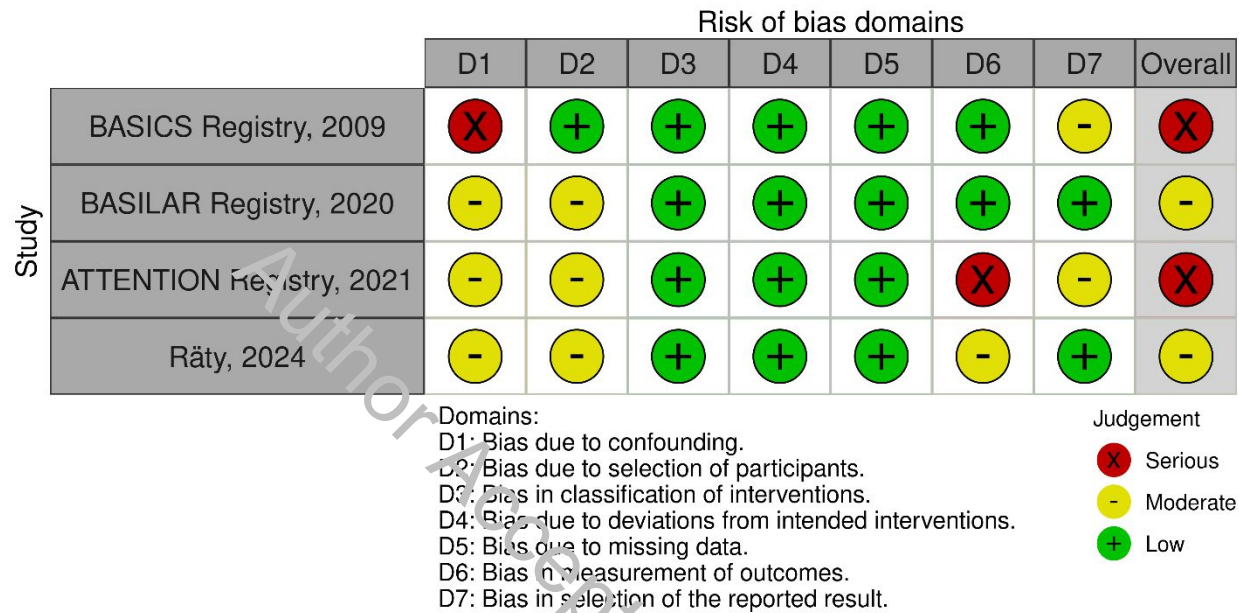 Risk of bias domains
D1 D2 D3 D4 D5 D6 D7 Overall
Study
BASICS Registry, 2009 X + + + + + - X
BASILAR Registry, 2020 - - + + + + + -
ATTENTION Registry, 2021 - - + + + X - X
Räty, 2024 - - + + + - + -
Domains:
D1: Bias due to confounding.
D2: Bias due to selection of participants.
D3: Bias in classification of interventions.
D4: Bias due to deviations from intended interventions.
D5: Bias due to missing data.
D6: Bias in measurement of outcomes.
D7: Bias in selection of the reported result.
Judgement
X Serious
- Moderate
+ Low
Author Accept